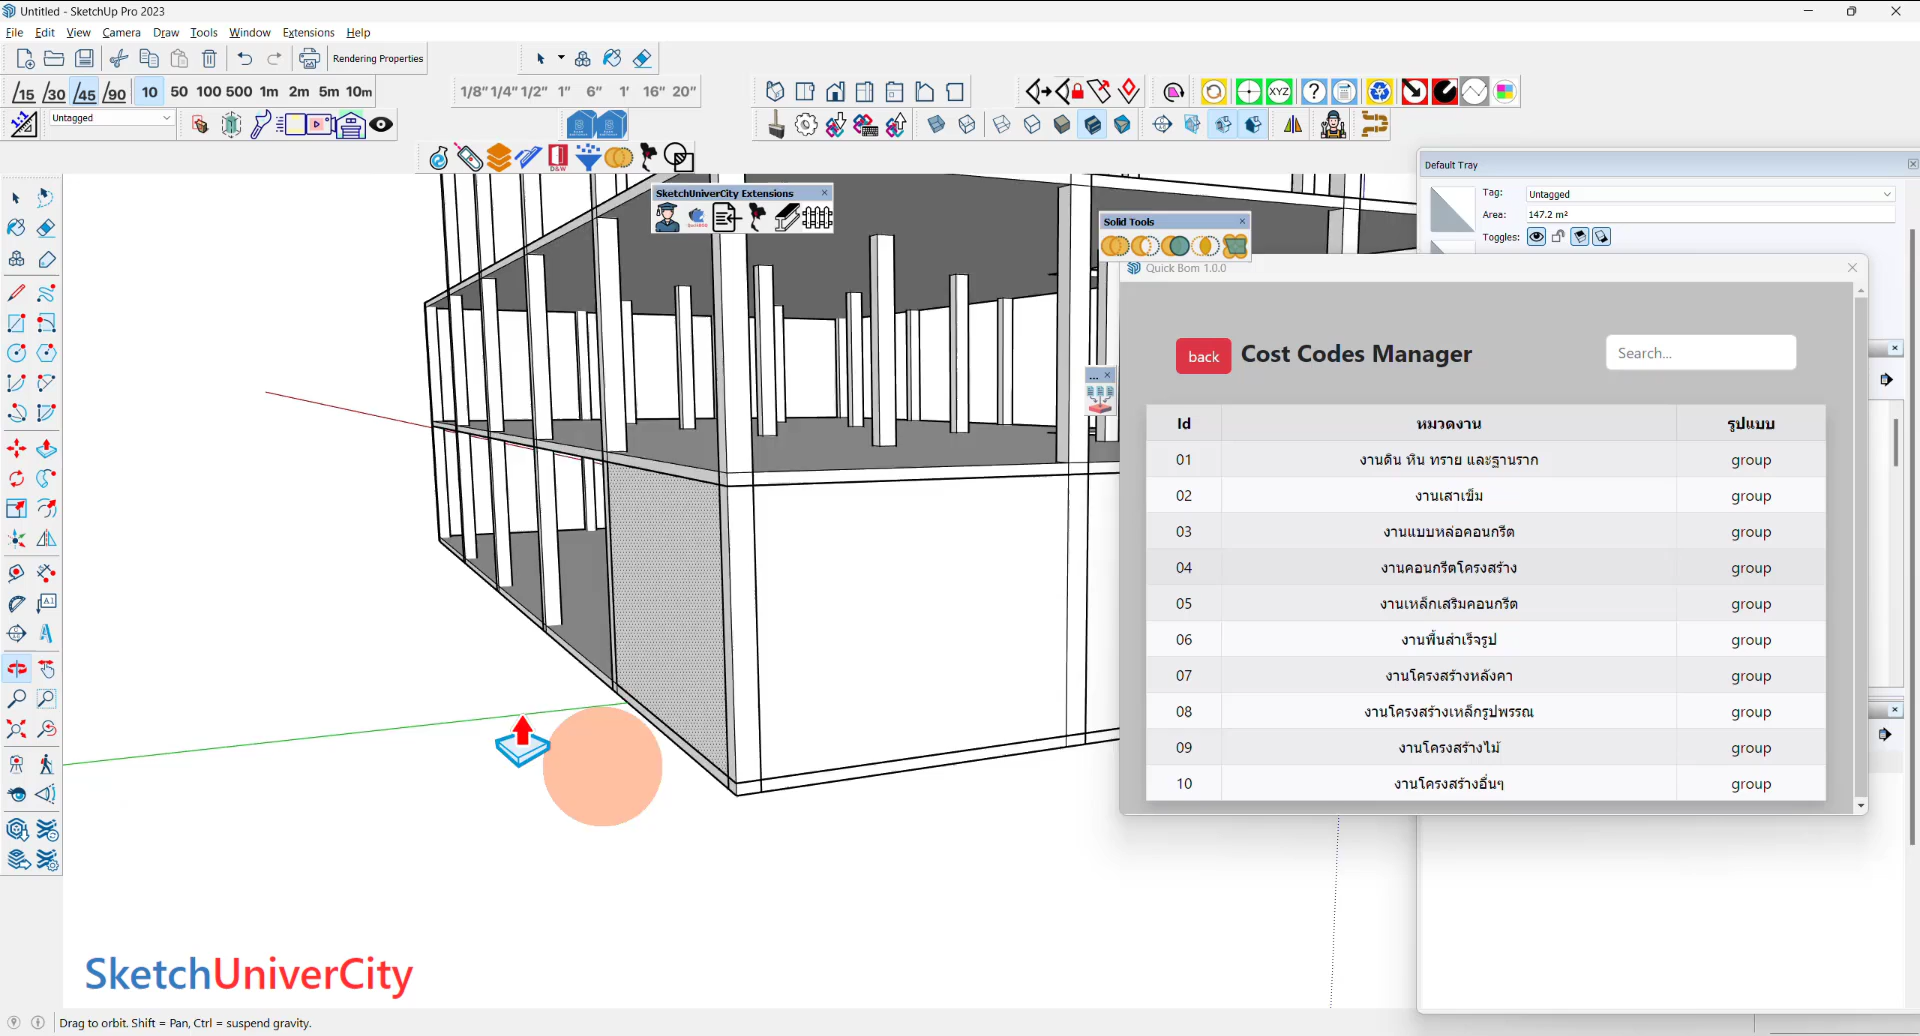 Untitled - SketchUp Pro 2023
File Edit View Camera Draw Tools Window Extensions Help
Rendering Properties
/15 /30 /45 /90 10 50 100 500 1m 2m 5m 10m
1/8" 1/4" 1/2" 1" 6" 1' 16" 20"
XYZ
?
Untagged
D&W
Default Tray
SketchUniverCity Extensions
Tag: Untagged
Area: 147.2 m²
Toggles:
Solid Tools
Quick Bom 1.0.0
back Cost Codes Manager Search...
...
Id หมวดงาน รูปแบบ
01 งานดิน หิน ทราย และฐานราก group
02 งานเสาเข็ม group
03 งานแบบหล่อคอนกรีต group
04 งานคอนกรีตโครงสร้าง group
05 งานเหล็กเสริมคอนกรีต group
06 งานพื้นสำเร็จรูป group
07 งานโครงสร้างหลังคา group
08 งานโครงสร้างเหล็กรูปพรรณ group
09 งานโครงสร้างไม้ group
10 งานโครงสร้างอื่นๆ group
A1
SketchUniverCity
Drag to orbit. Shift = Pan, Ctrl = suspend gravity.